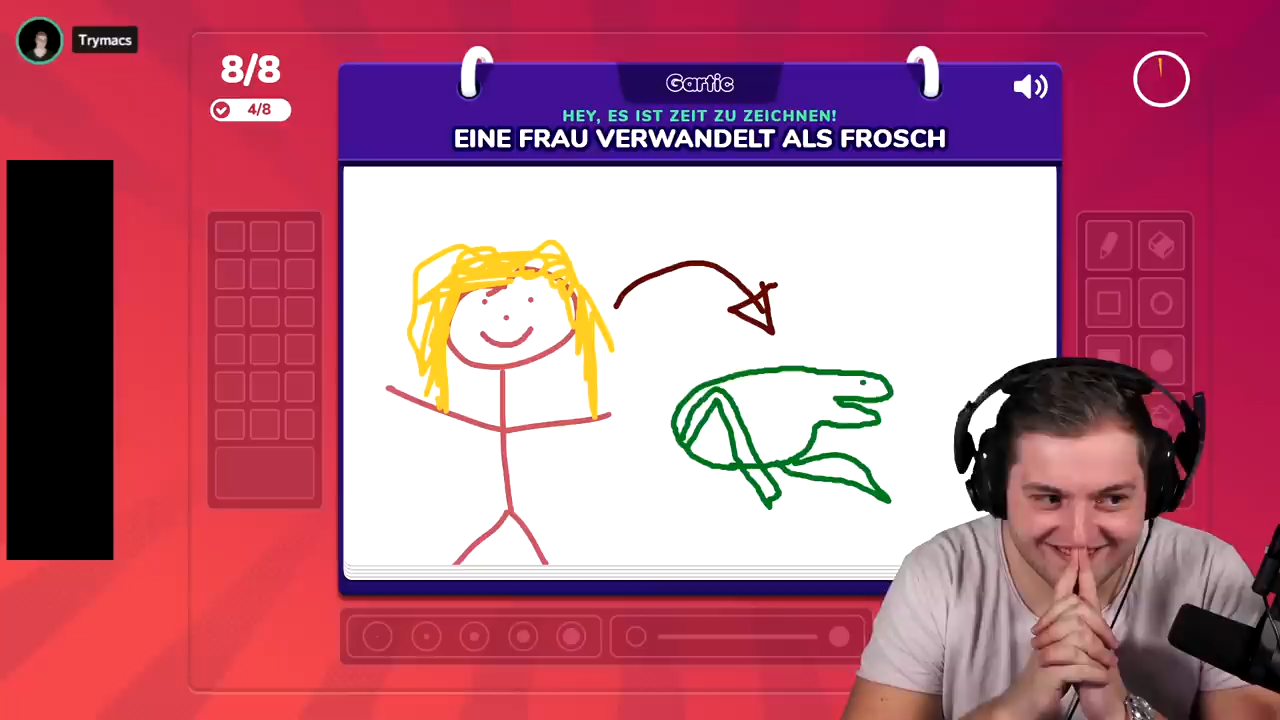 Trymacs
8/8
4/8
Gartic
HEY, ES IST ZEIT ZU ZEICHNEN!
EINE FRAU VERWANDELT ALS FROSCH